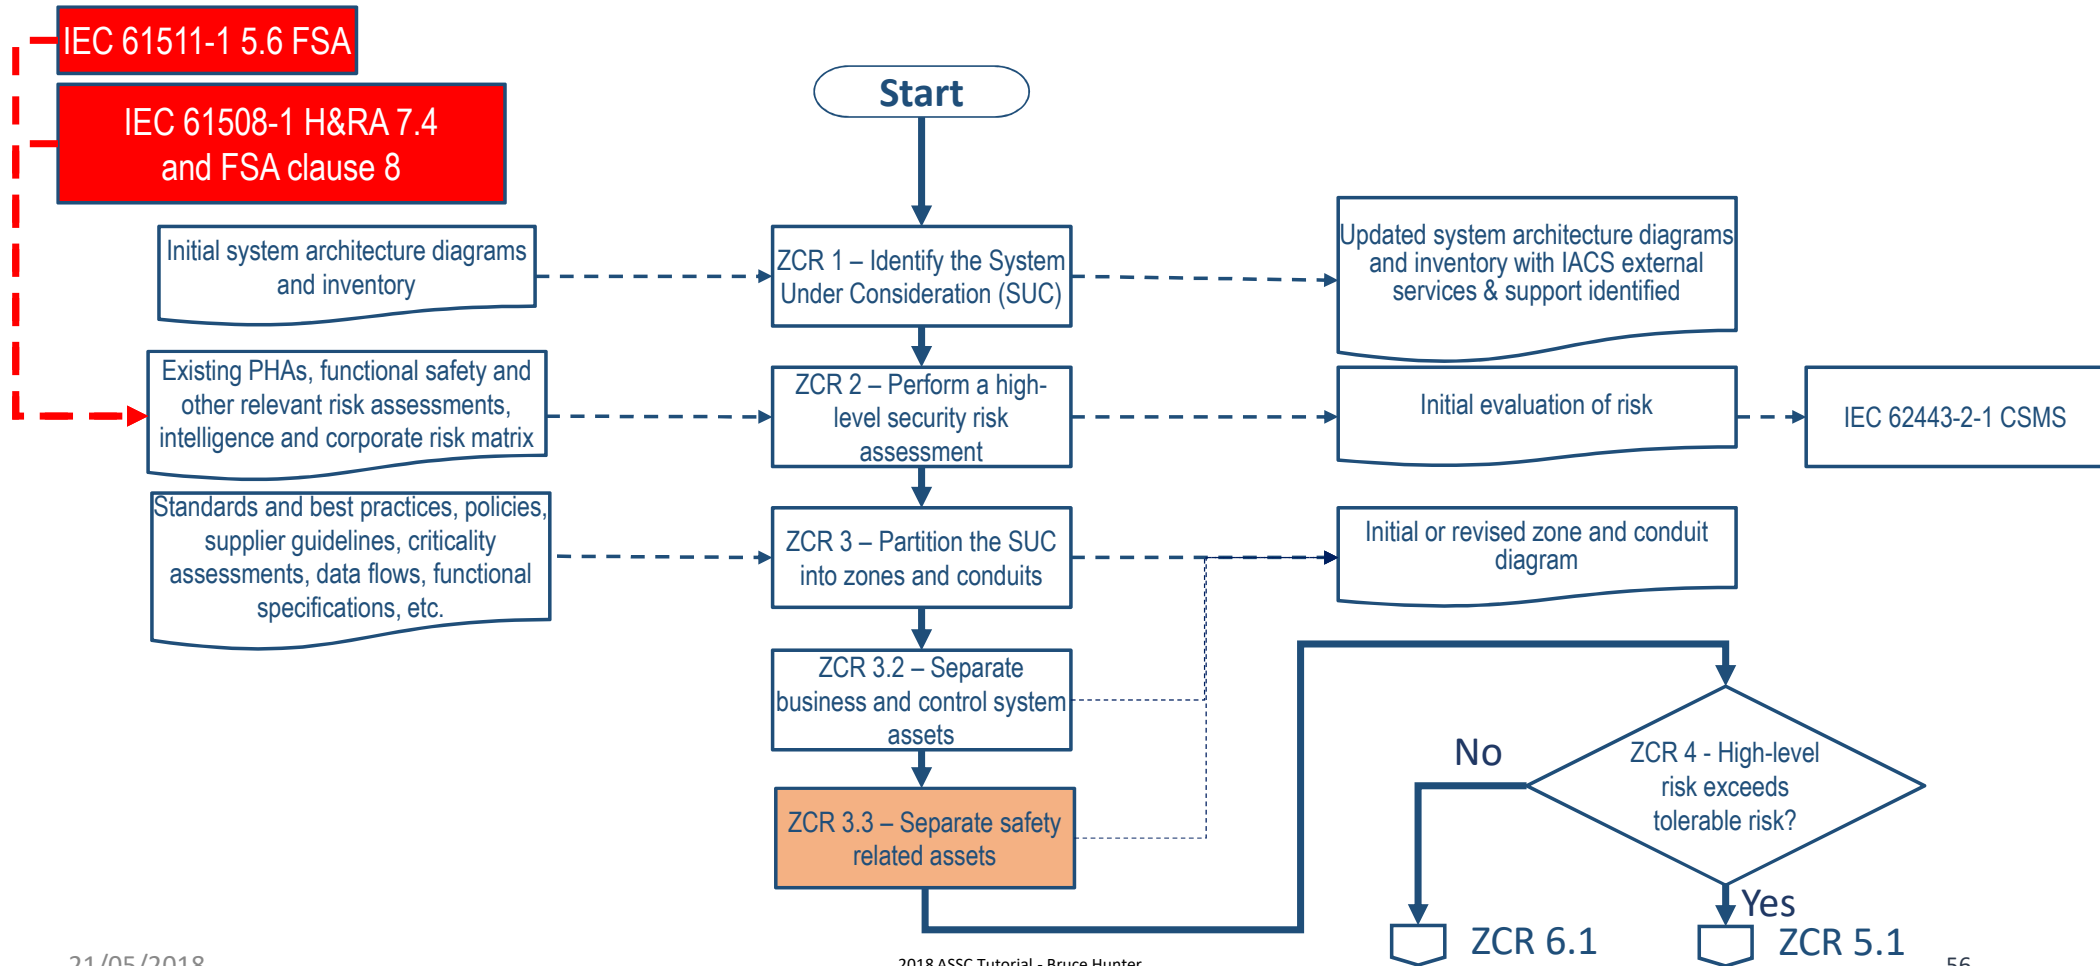 IEC 61511-1 5.6 FSA
IEC 61508-1 H&RA 7.4
and FSA clause 8
Start
Initial system architecture diagrams
and inventory
ZCR 1 – Identify the System
Under Consideration (SUC)
Updated system architecture diagrams
and inventory with IACS external
services & support identified
Existing PHAs, functional safety and
other relevant risk assessments,
intelligence and corporate risk matrix
ZCR 2 – Perform a high-
level security risk
assessment
Initial evaluation of risk
IEC 62443-2-1 CSMS
Standards and best practices, policies,
supplier guidelines, criticality
assessments, data flows, functional
specifications, etc.
ZCR 3 – Partition the SUC
into zones and conduits
Initial or revised zone and conduit
diagram
ZCR 3.2 – Separate
business and control system
assets
ZCR 3.3 – Separate safety
related assets
No
ZCR 4 - High-level
risk exceeds
tolerable risk?
Yes
ZCR 6.1
ZCR 5.1
21/05/2018
2018 ASSC Tutorial - Bruce Hunter
56